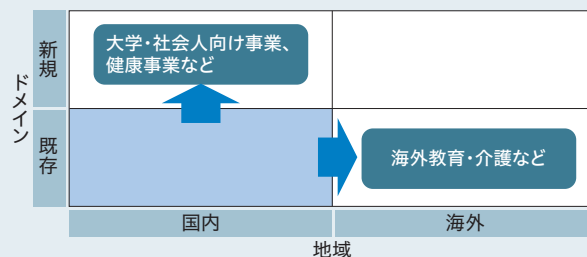 大学・社会人向け事業、
健康事業など
新規
ドメイン
既存
海外教育・介護など
国内
海外
地域